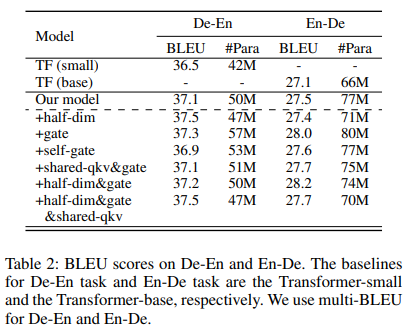 Model De-En En-De
BLEU #Para BLEU #Para
TF (small) 36.5 42M - -
TF (base) - - 27.1 66M
Our model 37.1 50M 27.5 77M
+half-dim 37.5 47M 27.4 71M
+gate 37.3 57M 28.0 80M
+self-gate 36.9 53M 27.6 77M
+shared-qkv&gate 37.1 51M 27.7 75M
+half-dim&gate 37.2 50M 28.2 74M
+half-dim&gate 37.5 47M 27.7 70M
&shared-qkv
Table 2: BLEU scores on De-En and En-De. The baselines
for De-En task and En-De task are the Transformer-small
and the Transformer-base, respectively. We use multi-BLEU
for De-En and En-De.